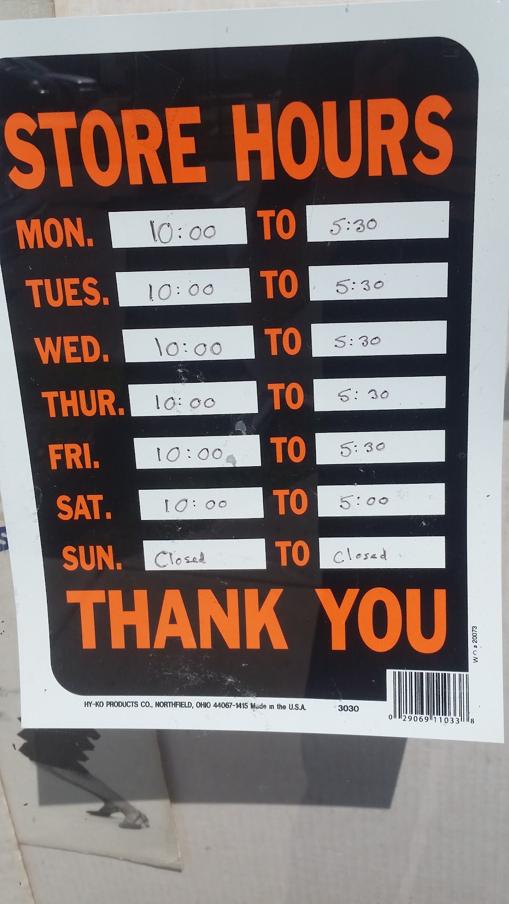 STORE HOURS
MON. 10:00 TO 5:30
TUES. 10:00 TO 5:30
WED. 10:00 TO 5:30
THUR. 10:00 TO 5:30
FRI. 10:00 TO 5:30
SAT. 10:00 TO 5:00
SUN. Closed TO Closed
THANK YOU
HY-KO PRODUCTS CO., NORTHFIELD, OHIO 44067-1415 Made in the U.S.A. 3030
0 29069 11033 8